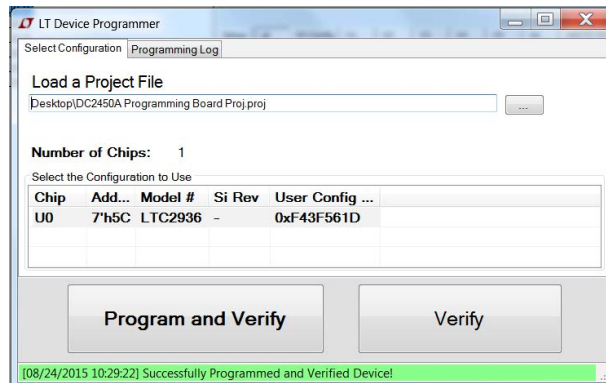 LT Device Programmer
Select Configuration Programming Log
Load a Project File
Desktop\DC2450A Programming Board Proj.proj ...
Number of Chips: 1
Select the Configuration to Use
Chip Add... Model # Si Rev User Config ...
U0 7'h5C LTC2936 - 0xF43F561D
Program and Verify Verify
[08/24/2015 10:29:22] Successfully Programmed and Verified Device!